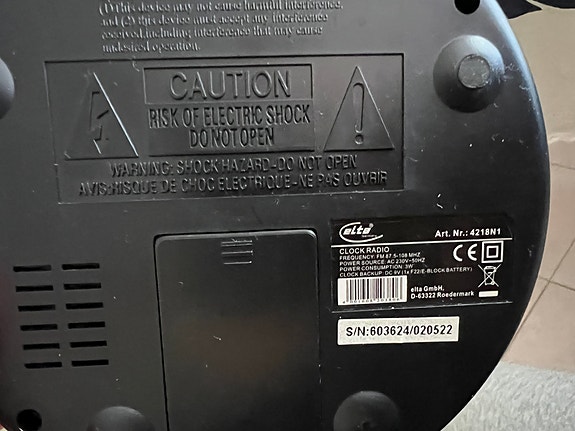 (1) this device may not cause harmful interference,
and (2) this device must accept any interference
received,including interference that may cause
undesired operation.
CAUTION
RISK OF ELECTRIC SHOCK
DO NOT OPEN
WARNING: SHOCK HAZARD-DO NOT OPEN
AVIS:RISQUE DE CHOC ELECTRIQUE-NE PAS OUVRIR
elta
Art. Nr.: 4218N1
CLOCK RADIO
FREQUENCY: FM 87.5-108 MHZ
POWER SOURCE: AC 230V~50HZ
POWER CONSUMPTION: 3W
CLOCK BACKUP: DC 9V (1x F22/E-BLOCK BATTERY)
CE
elta GmbH,
D-63322 Roedermark
S/N:603624/020522